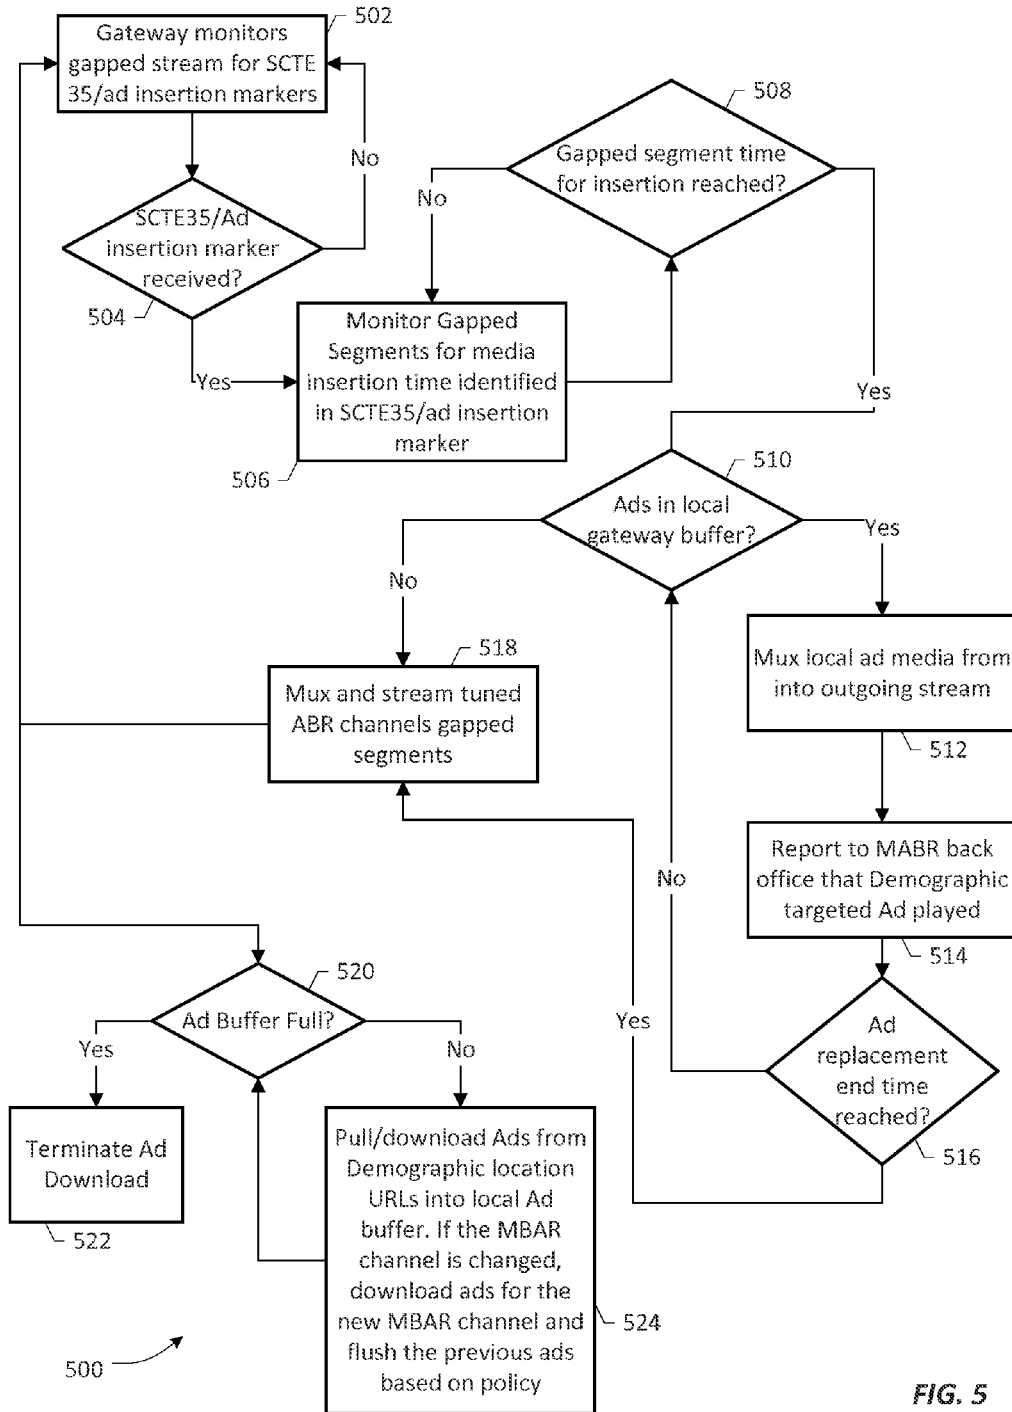 502
Gateway monitors
gapped stream for SCTE
35/ad insertion markers
No
SCTE35/Ad
insertion marker
received?
504
Yes
508
Gapped segment time
for insertion reached?
No
Yes
Monitor Gapped
Segments for media
insertion time identified
in SCTE35/ad insertion
marker
506
510
Ads in local
gateway buffer?
Yes
No
518
Mux and stream tuned
ABR channels gapped
segments
Mux local ad media from
into outgoing stream
512
Report to MABR back
office that Demographic
targeted Ad played
514
No
Yes
Ad
replacement
end time
reached?
516
520
Ad Buffer Full?
Yes
No
Terminate Ad
Download
522
Pull/download Ads from
Demographic location
URLs into local Ad
buffer. If the MBAR
channel is changed,
download ads for the
new MBAR channel and
flush the previous ads
based on policy
524
500
FIG. 5